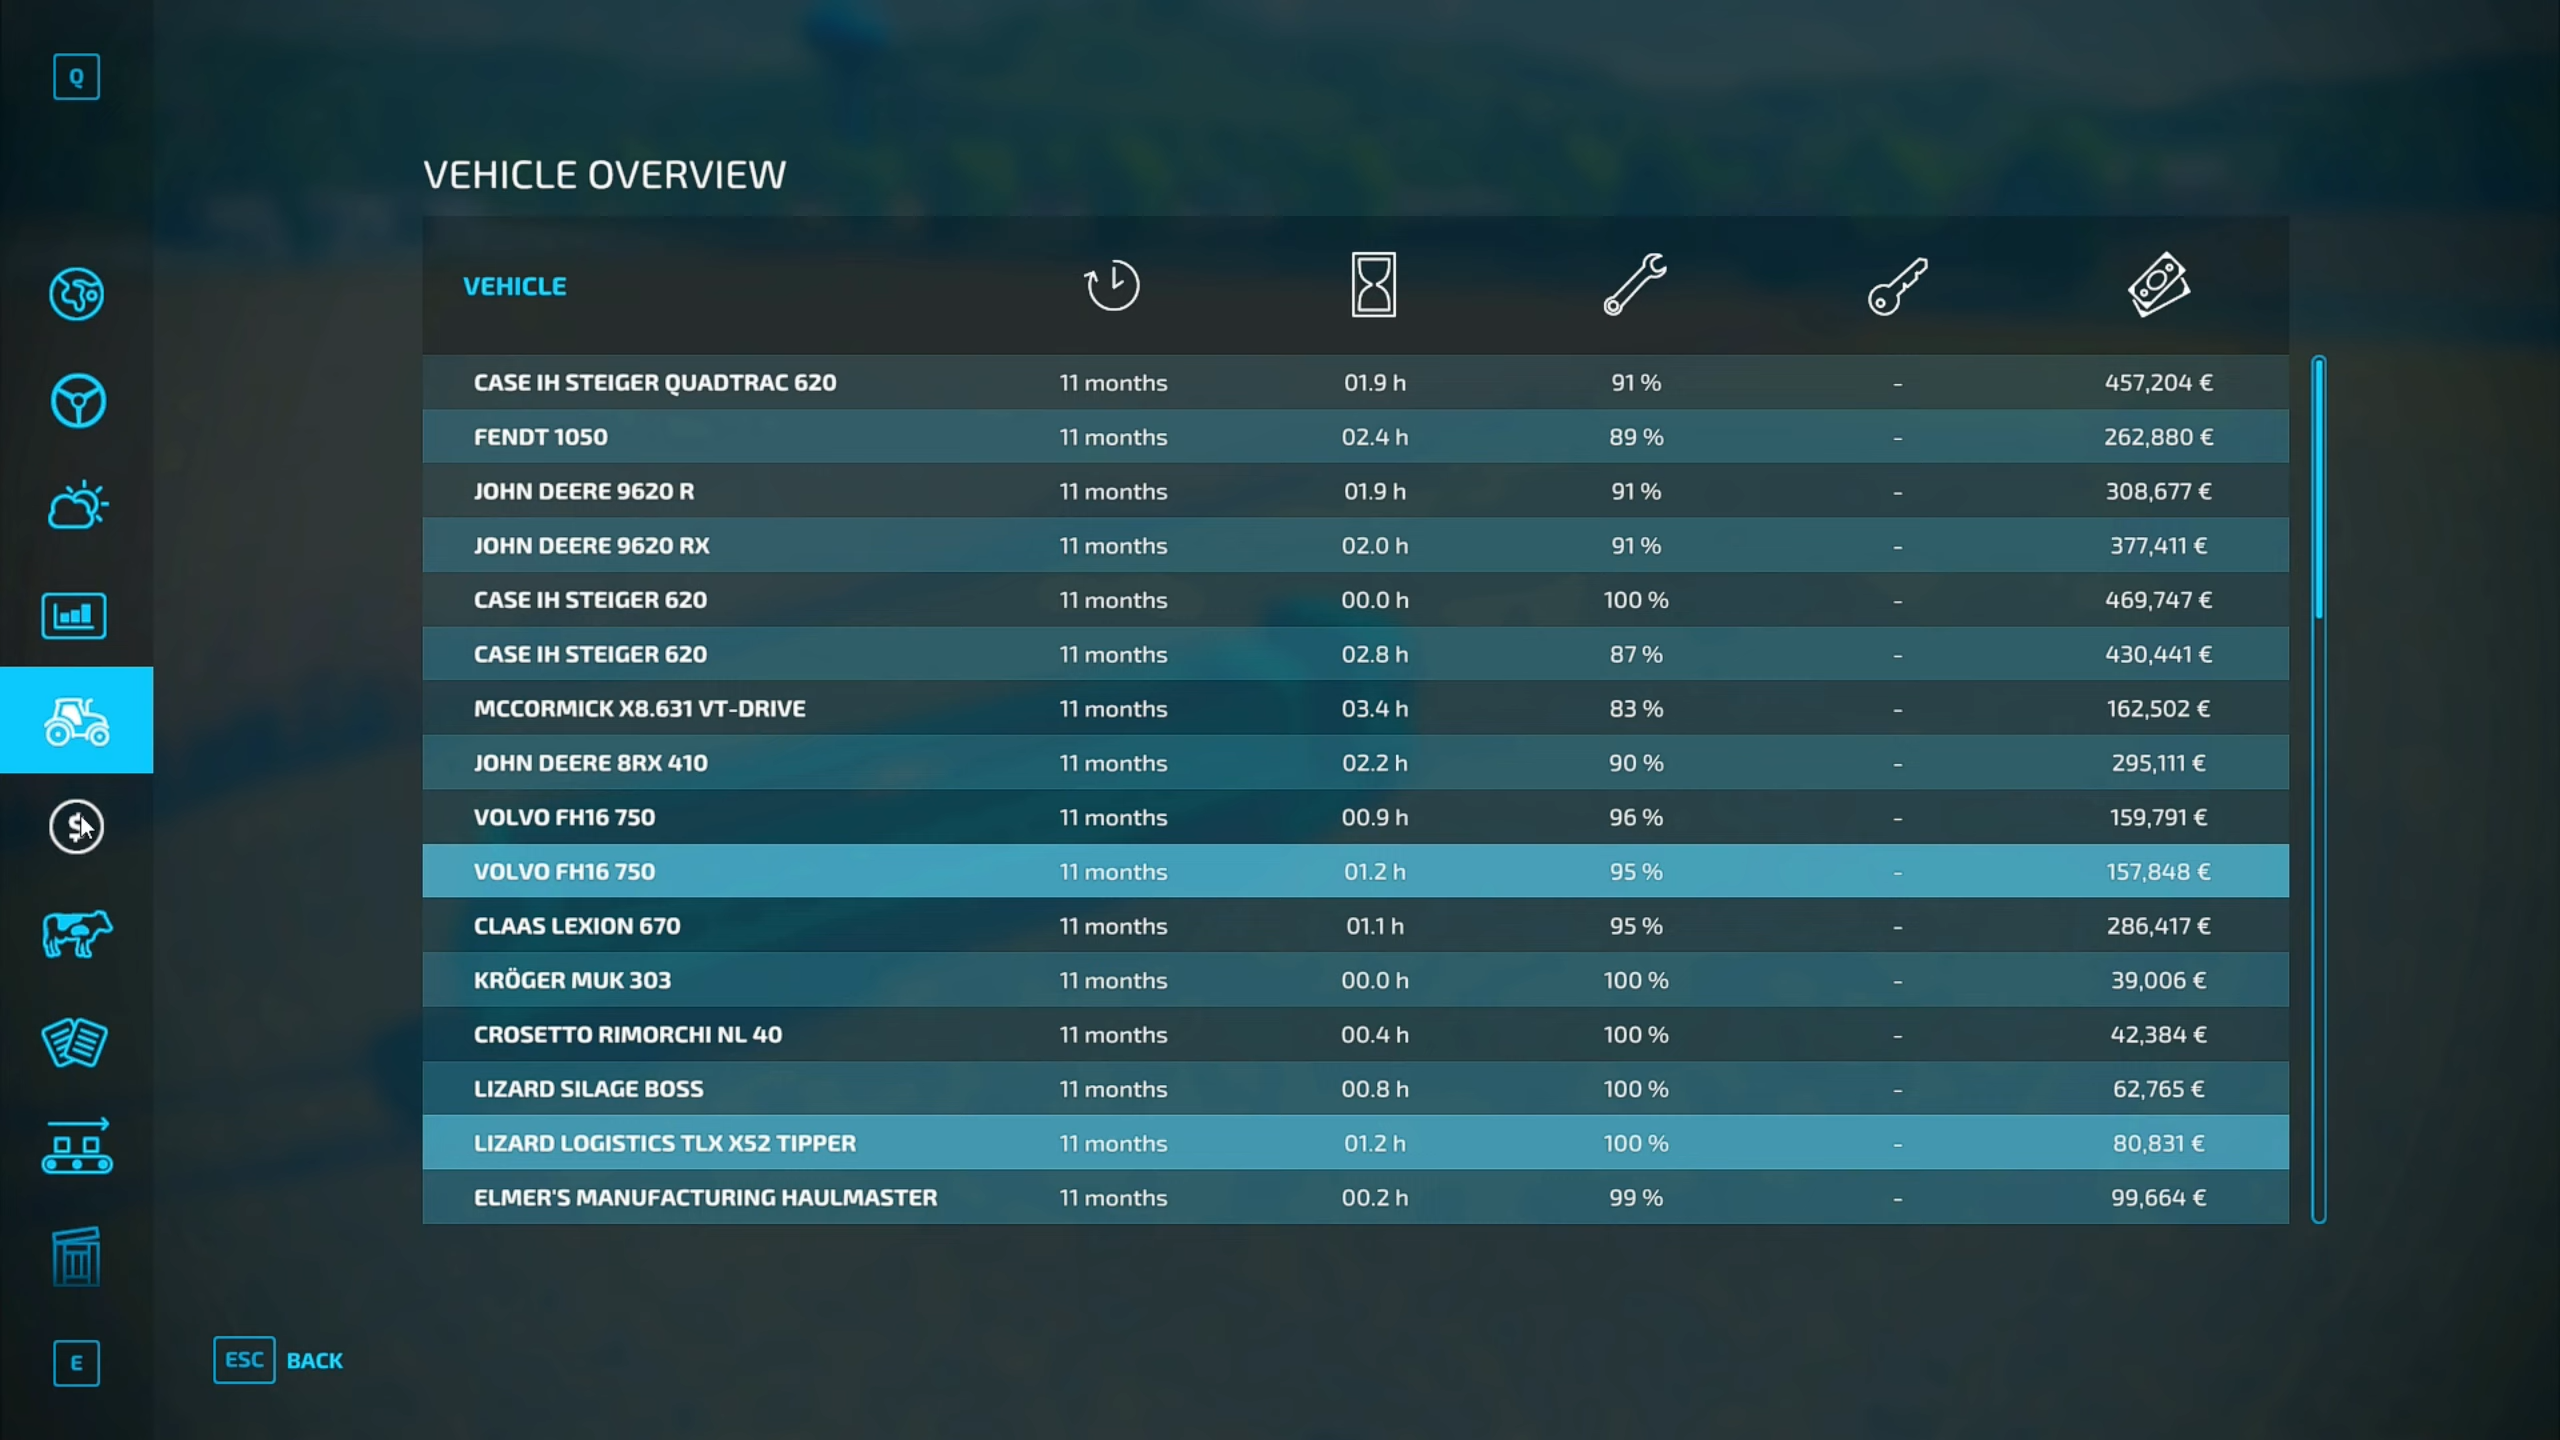 Q
VEHICLE OVERVIEW
VEHICLE
CASE IH STEIGER QUADTRAC 620 11 months 01.9 h 91 % - 457,204 €
FENDT 1050 11 months 02.4 h 89 % - 262,880 €
JOHN DEERE 9620 R 11 months 01.9 h 91 % - 308,677 €
JOHN DEERE 9620 RX 11 months 02.0 h 91 % - 377,411 €
CASE IH STEIGER 620 11 months 00.0 h 100 % - 469,747 €
CASE IH STEIGER 620 11 months 02.8 h 87 % - 430,441 €
MCCORMICK X8.631 VT-DRIVE 11 months 03.4 h 83 % - 162,502 €
JOHN DEERE 8RX 410 11 months 02.2 h 90 % - 295,111 €
VOLVO FH16 750 11 months 00.9 h 96 % - 159,791 €
VOLVO FH16 750 11 months 01.2 h 95 % - 157,848 €
CLAAS LEXION 670 11 months 01.1 h 95 % - 286,417 €
KRÖGER MUK 303 11 months 00.0 h 100 % - 39,006 €
CROSETTO RIMORCHI NL 40 11 months 00.4 h 100 % - 42,384 €
LIZARD SILAGE BOSS 11 months 00.8 h 100 % - 62,765 €
LIZARD LOGISTICS TLX X52 TIPPER 11 months 01.2 h 100 % - 80,831 €
ELMER'S MANUFACTURING HAULMASTER 11 months 00.2 h 99 % - 99,664 €
E
ESC BACK